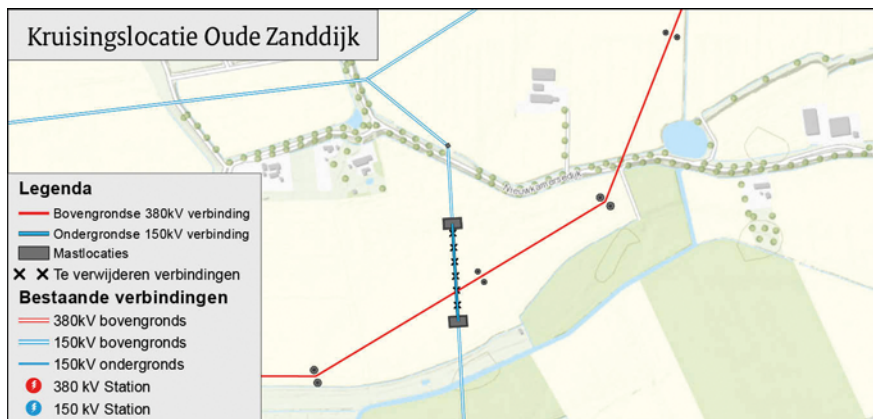 Kruisingslocatie Oude Zanddijk
Vrouwkamersedijk
Legenda
Bovengrondse 380kV verbinding
Ondergrondse 150kV verbinding
Mastlocaties
Te verwijderen verbindingen
Bestaande verbindingen
380kV bovengronds
150kV bovengronds
150kV ondergronds
380 kV Station
150 kV Station